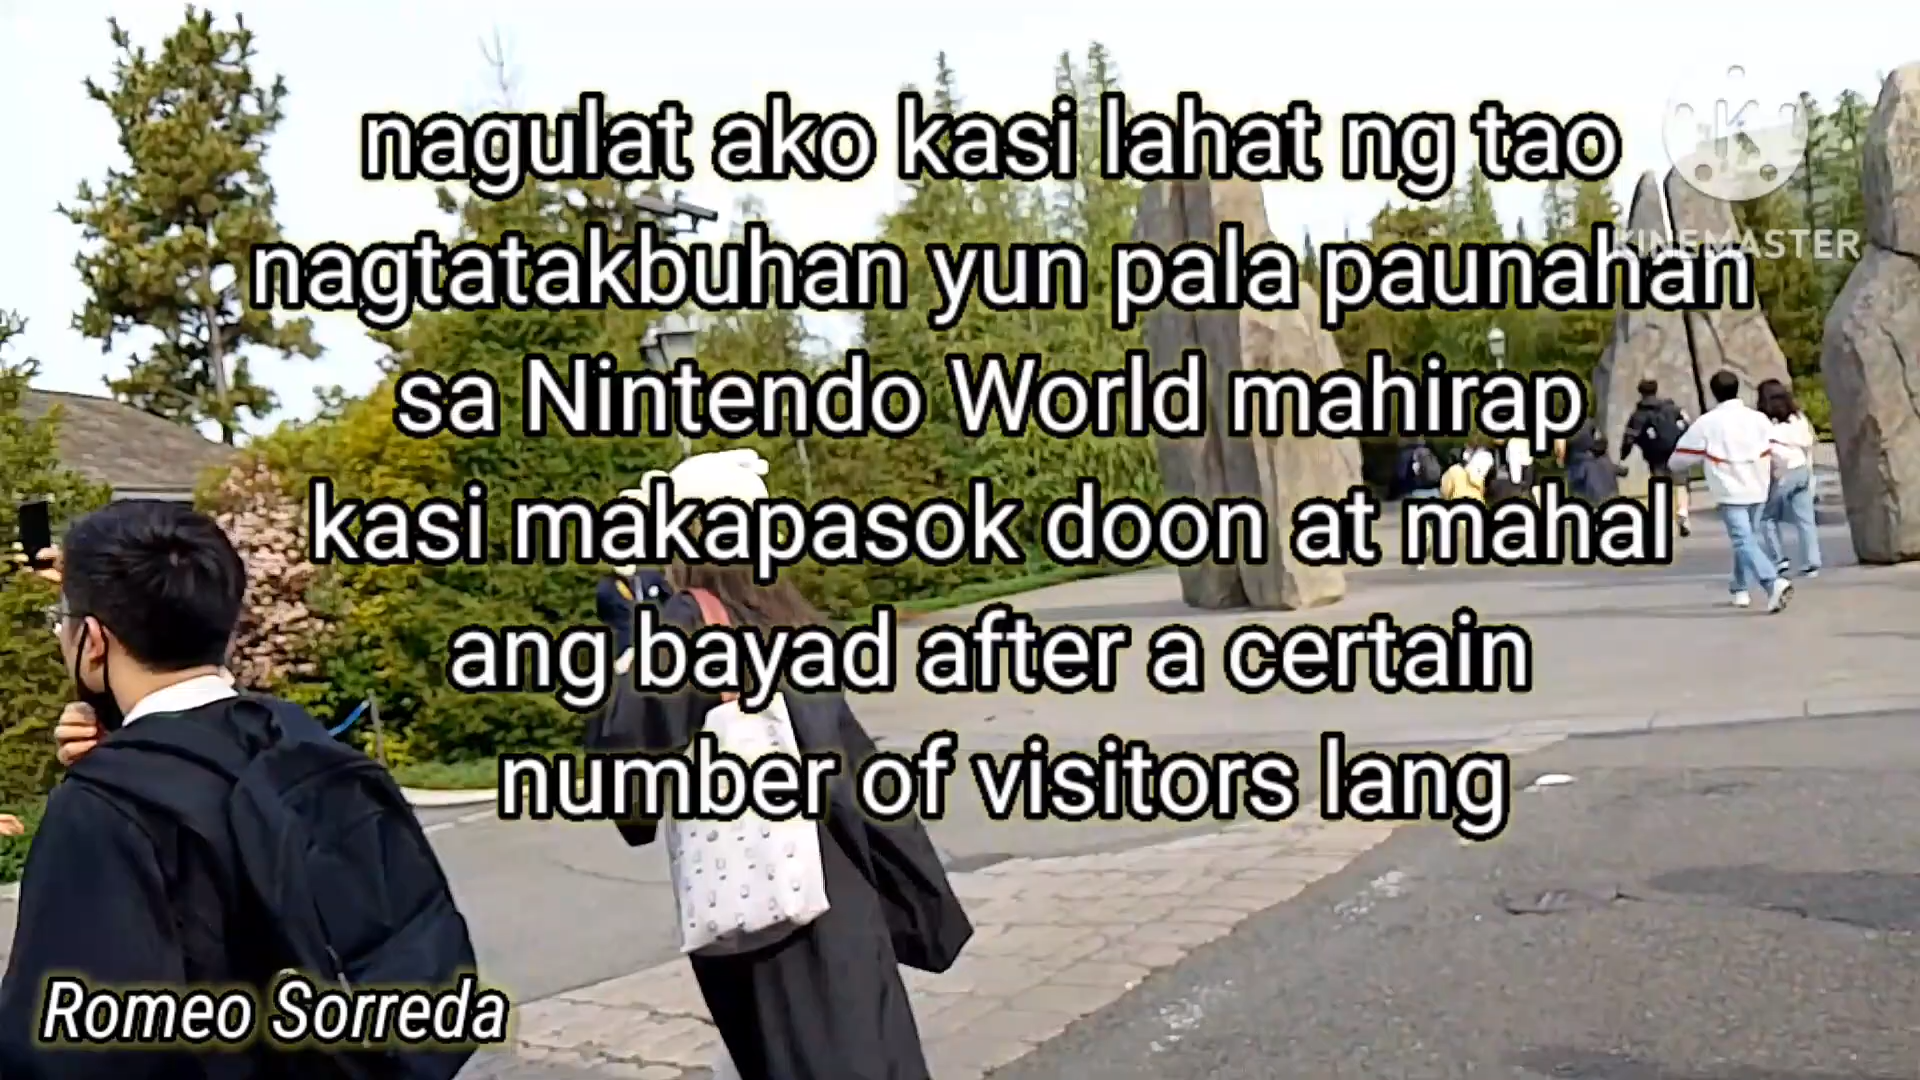 nagulat ako kasi lahat ng tao
nagtatakbuhan yun pala paunahan
sa Nintendo World mahirap
kasi makapasok doon at mahal
ang bayad after a certain
number of visitors lang
Romeo Sorreda
K
KINEMASTER